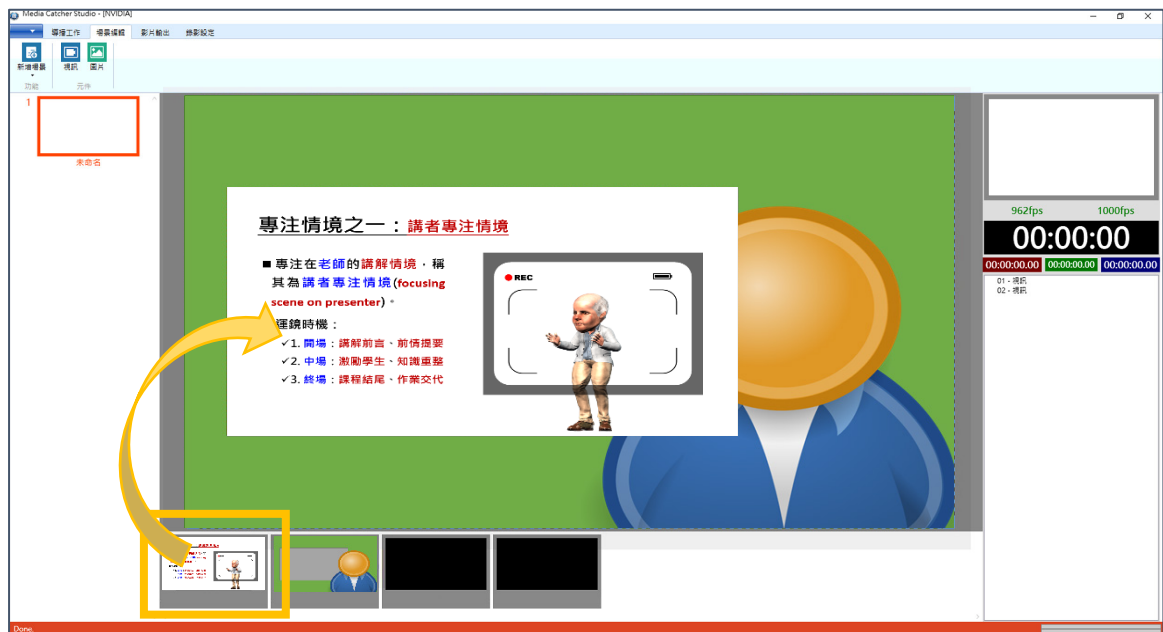 Media Catcher Studio - [NVIDIA]
導播工作 場景編輯 影片輸出 錄影設定
新增場景 視訊 圖片
功能 元件
1
未命名
專注情境之一：講者專注情境
■ 專注在老師的講解情境，稱
其為講者專注情境(focusing
scene on presenter)。
運鏡時機：
✓1. 開場：講解前言、前情提要
✓2. 中場：激勵學生、知識重整
✓3. 終場：課程結尾、作業交代
REC
962fps 1000fps
00:00:00
00:00:00.00 00:00:00.00 00:00:00.00
01 - 視訊
02 - 視訊
Done.